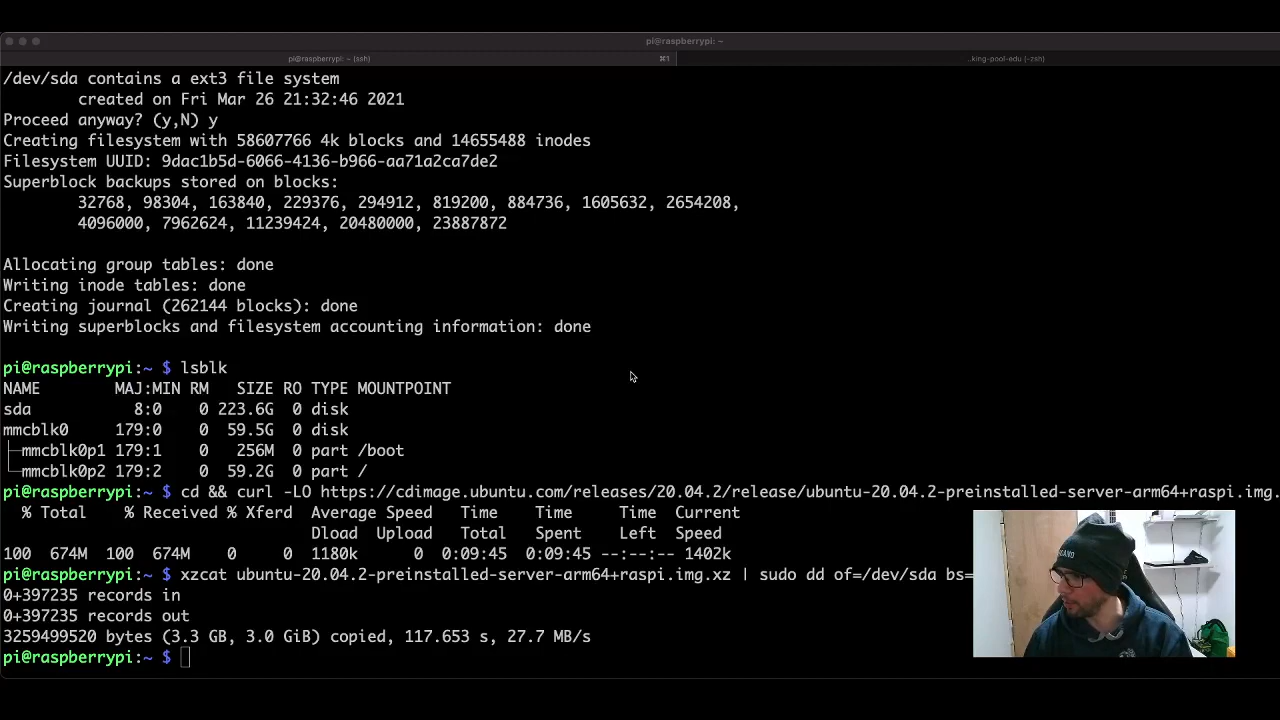 pi@raspberrypi: ~
pi@raspberrypi: ~ (ssh)
⌘1
..king-pool-edu (-zsh)
/dev/sda contains a ext3 file system
created on Fri Mar 26 21:32:46 2021
Proceed anyway? (y,N) y
Creating filesystem with 58607766 4k blocks and 14655488 inodes
Filesystem UUID: 9dac1b5d-6066-4136-b966-aa71a2ca7de2
Superblock backups stored on blocks:
32768, 98304, 163840, 229376, 294912, 819200, 884736, 1605632, 2654208,
4096000, 7962624, 11239424, 20480000, 23887872
Allocating group tables: done
Writing inode tables: done
Creating journal (262144 blocks): done
Writing superblocks and filesystem accounting information: done
pi@raspberrypi:~ $ lsblk
NAME MAJ:MIN RM SIZE RO TYPE MOUNTPOINT
sda 8:0 0 223.6G 0 disk
mmcblk0 179:0 0 59.5G 0 disk
├─mmcblk0p1 179:1 0 256M 0 part /boot
└─mmcblk0p2 179:2 0 59.2G 0 part /
pi@raspberrypi:~ $ cd && curl -LO https://cdimage.ubuntu.com/releases/20.04.2/release/ubuntu-20.04.2-preinstalled-server-arm64+raspi.img.
% Total % Received % Xferd Average Speed Time Time Time Current
Dload Upload Total Spent Left Speed
100 674M 100 674M 0 0 1180k 0 0:09:45 0:09:45 --:--:-- 1402k
pi@raspberrypi:~ $ xzcat ubuntu-20.04.2-preinstalled-server-arm64+raspi.img.xz | sudo dd of=/dev/sda bs=
0+397235 records in
0+397235 records out
3259499520 bytes (3.3 GB, 3.0 GiB) copied, 117.653 s, 27.7 MB/s
pi@raspberrypi:~ $